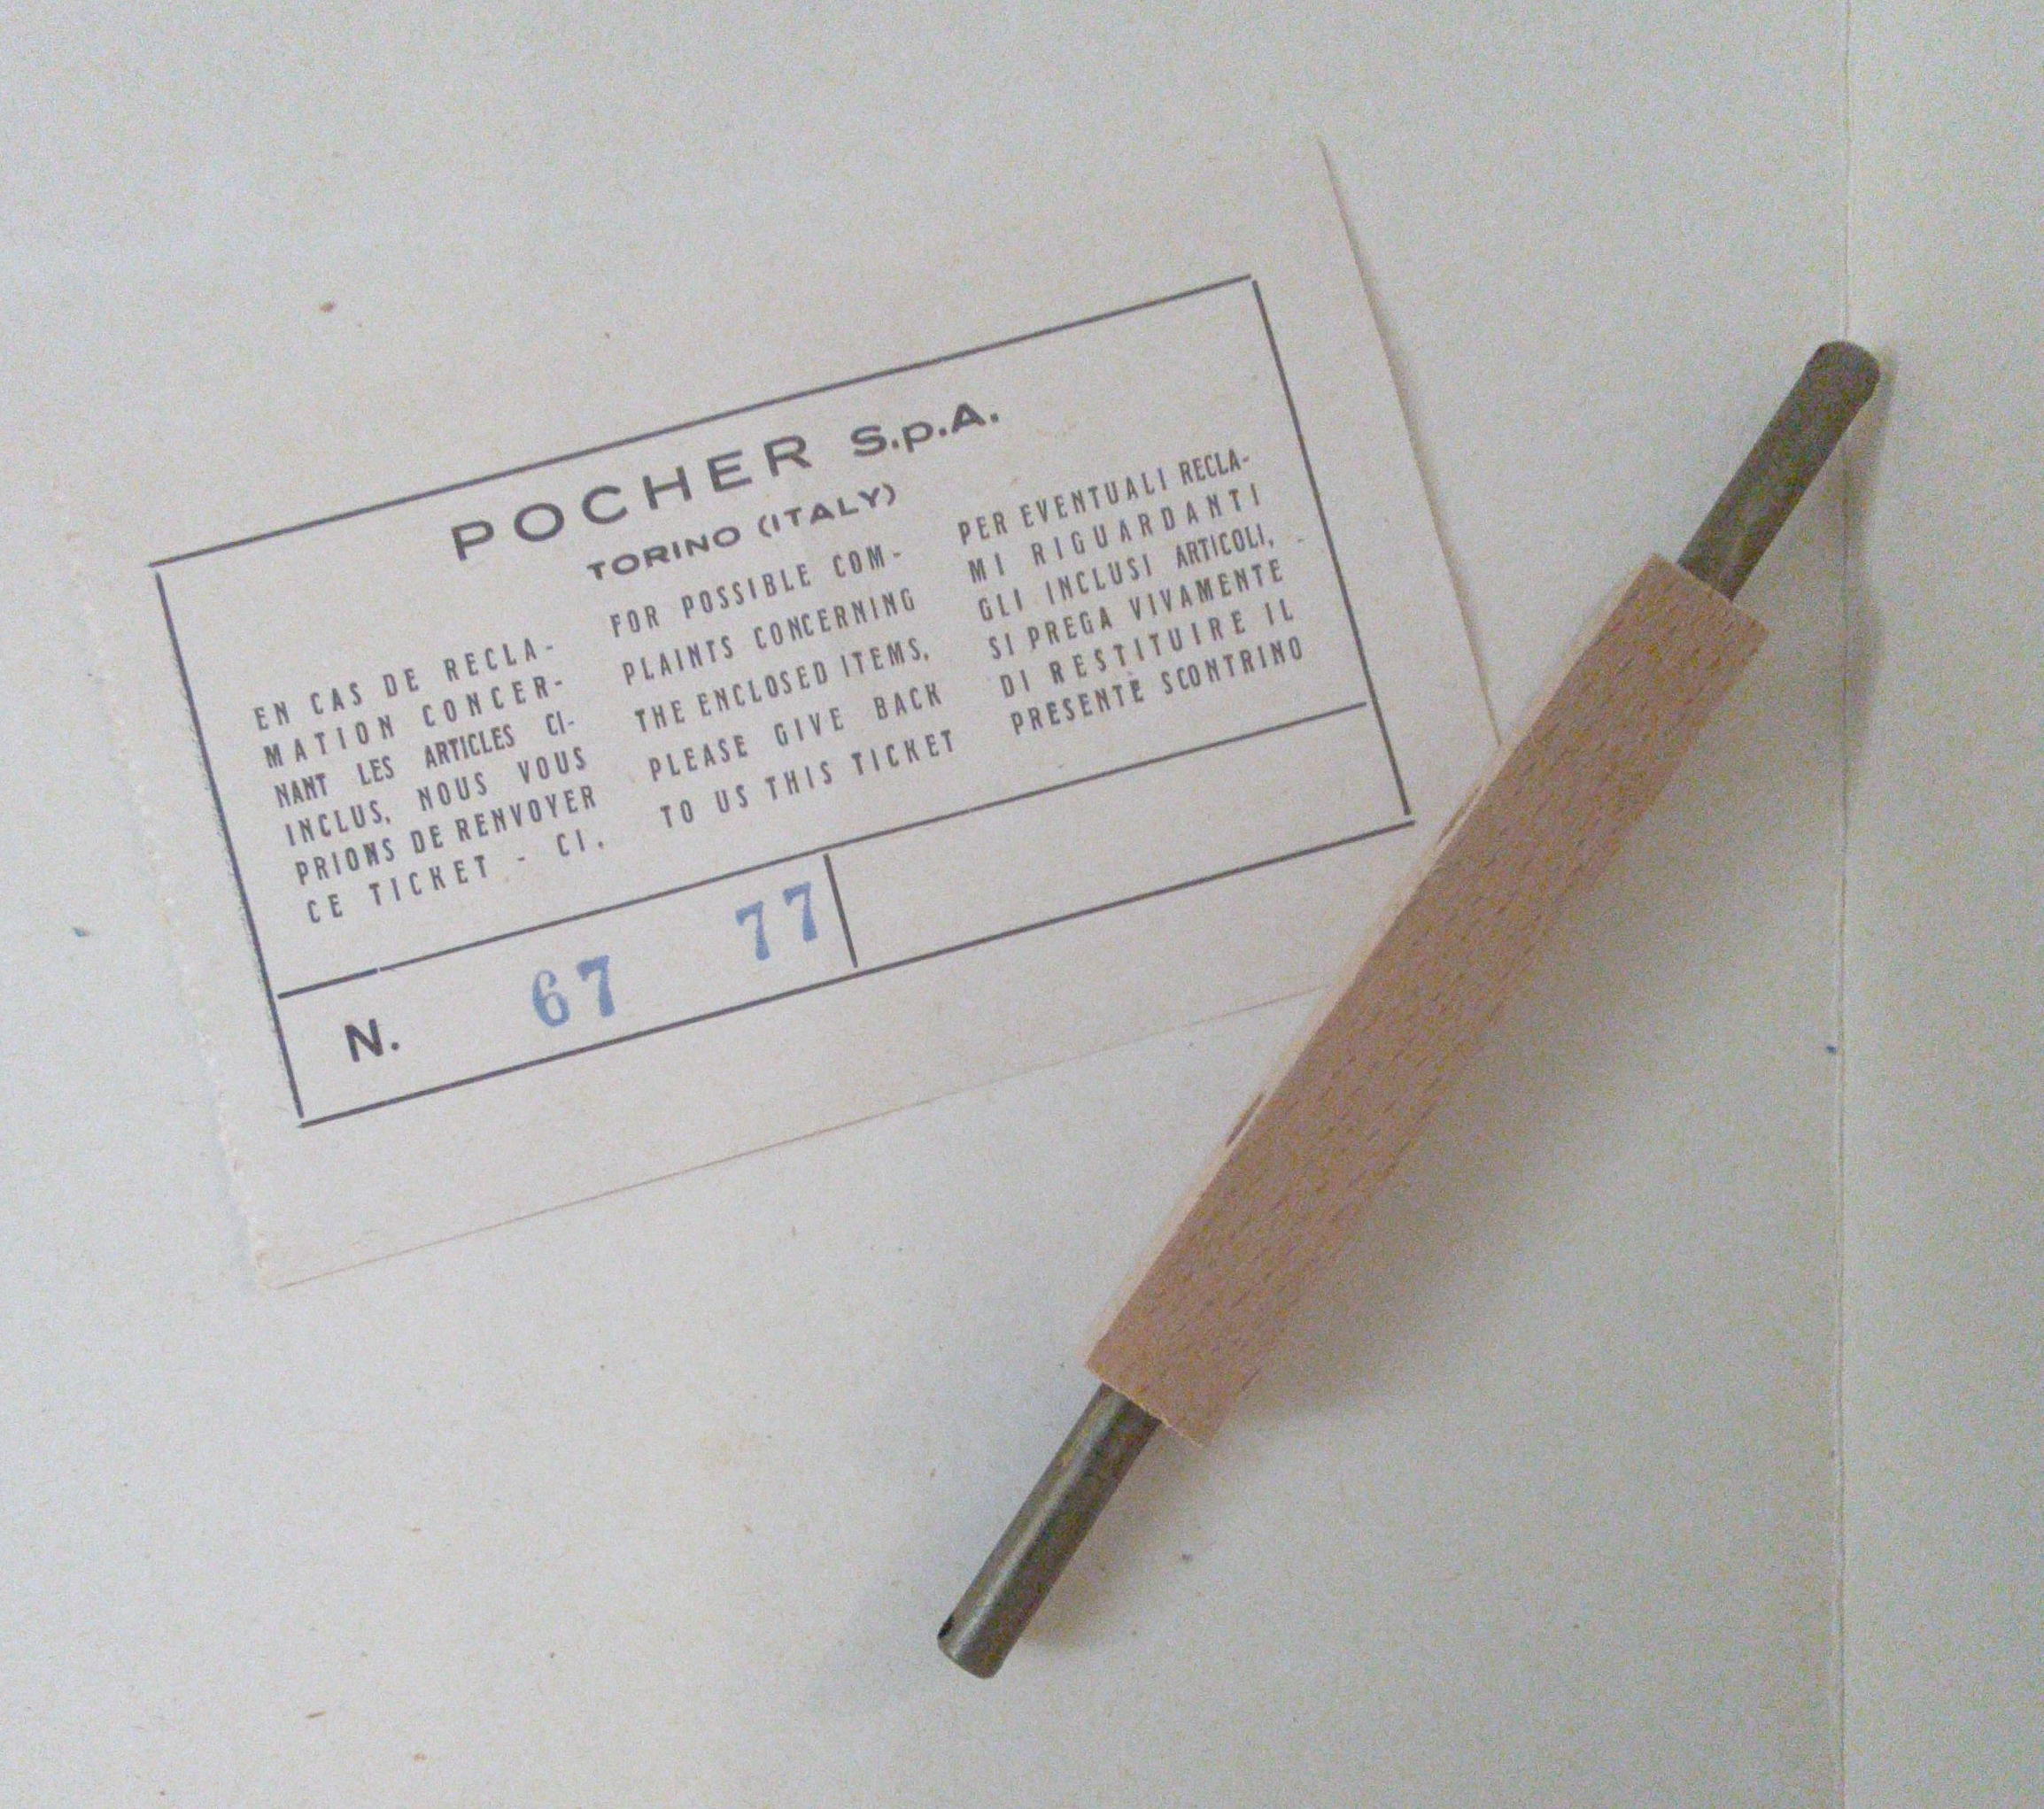 POCHER S.p.A.
TORINO (ITALY)
EN CAS DE RECLA-
MATION CONCER-
NANT LES ARTICLES CI-
INCLUS, NOUS VOUS
PRIONS DE RENVOYER
CE TICKET - CI.
FOR POSSIBLE COM-
PLAINTS CONCERNING
THE ENCLOSED ITEMS,
PLEASE GIVE BACK
TO US THIS TICKET
PER EVENTUALI RECLA-
MI RIGUARDANTI
GLI INCLUSI ARTICOLI,
SI PREGA VIVAMENTE
DI RESTITUIRE IL
PRESENTE SCONTRINO
N. 67 77